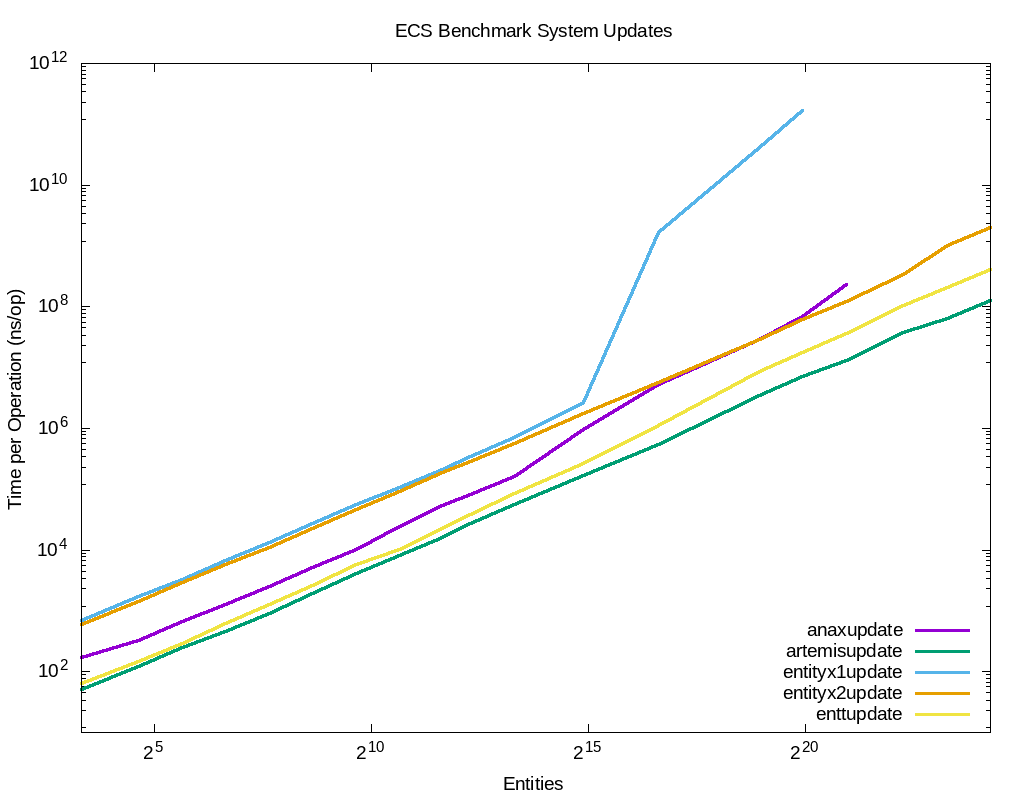 ECS Benchmark System Updates
10^12
10^10
10^8
10^6
10^4
10^2
Time per Operation (ns/op)
anaxupdate
artemisupdate
entityx1update
entityx2update
enttupdate
2^5 2^10 2^15 2^20
Entities